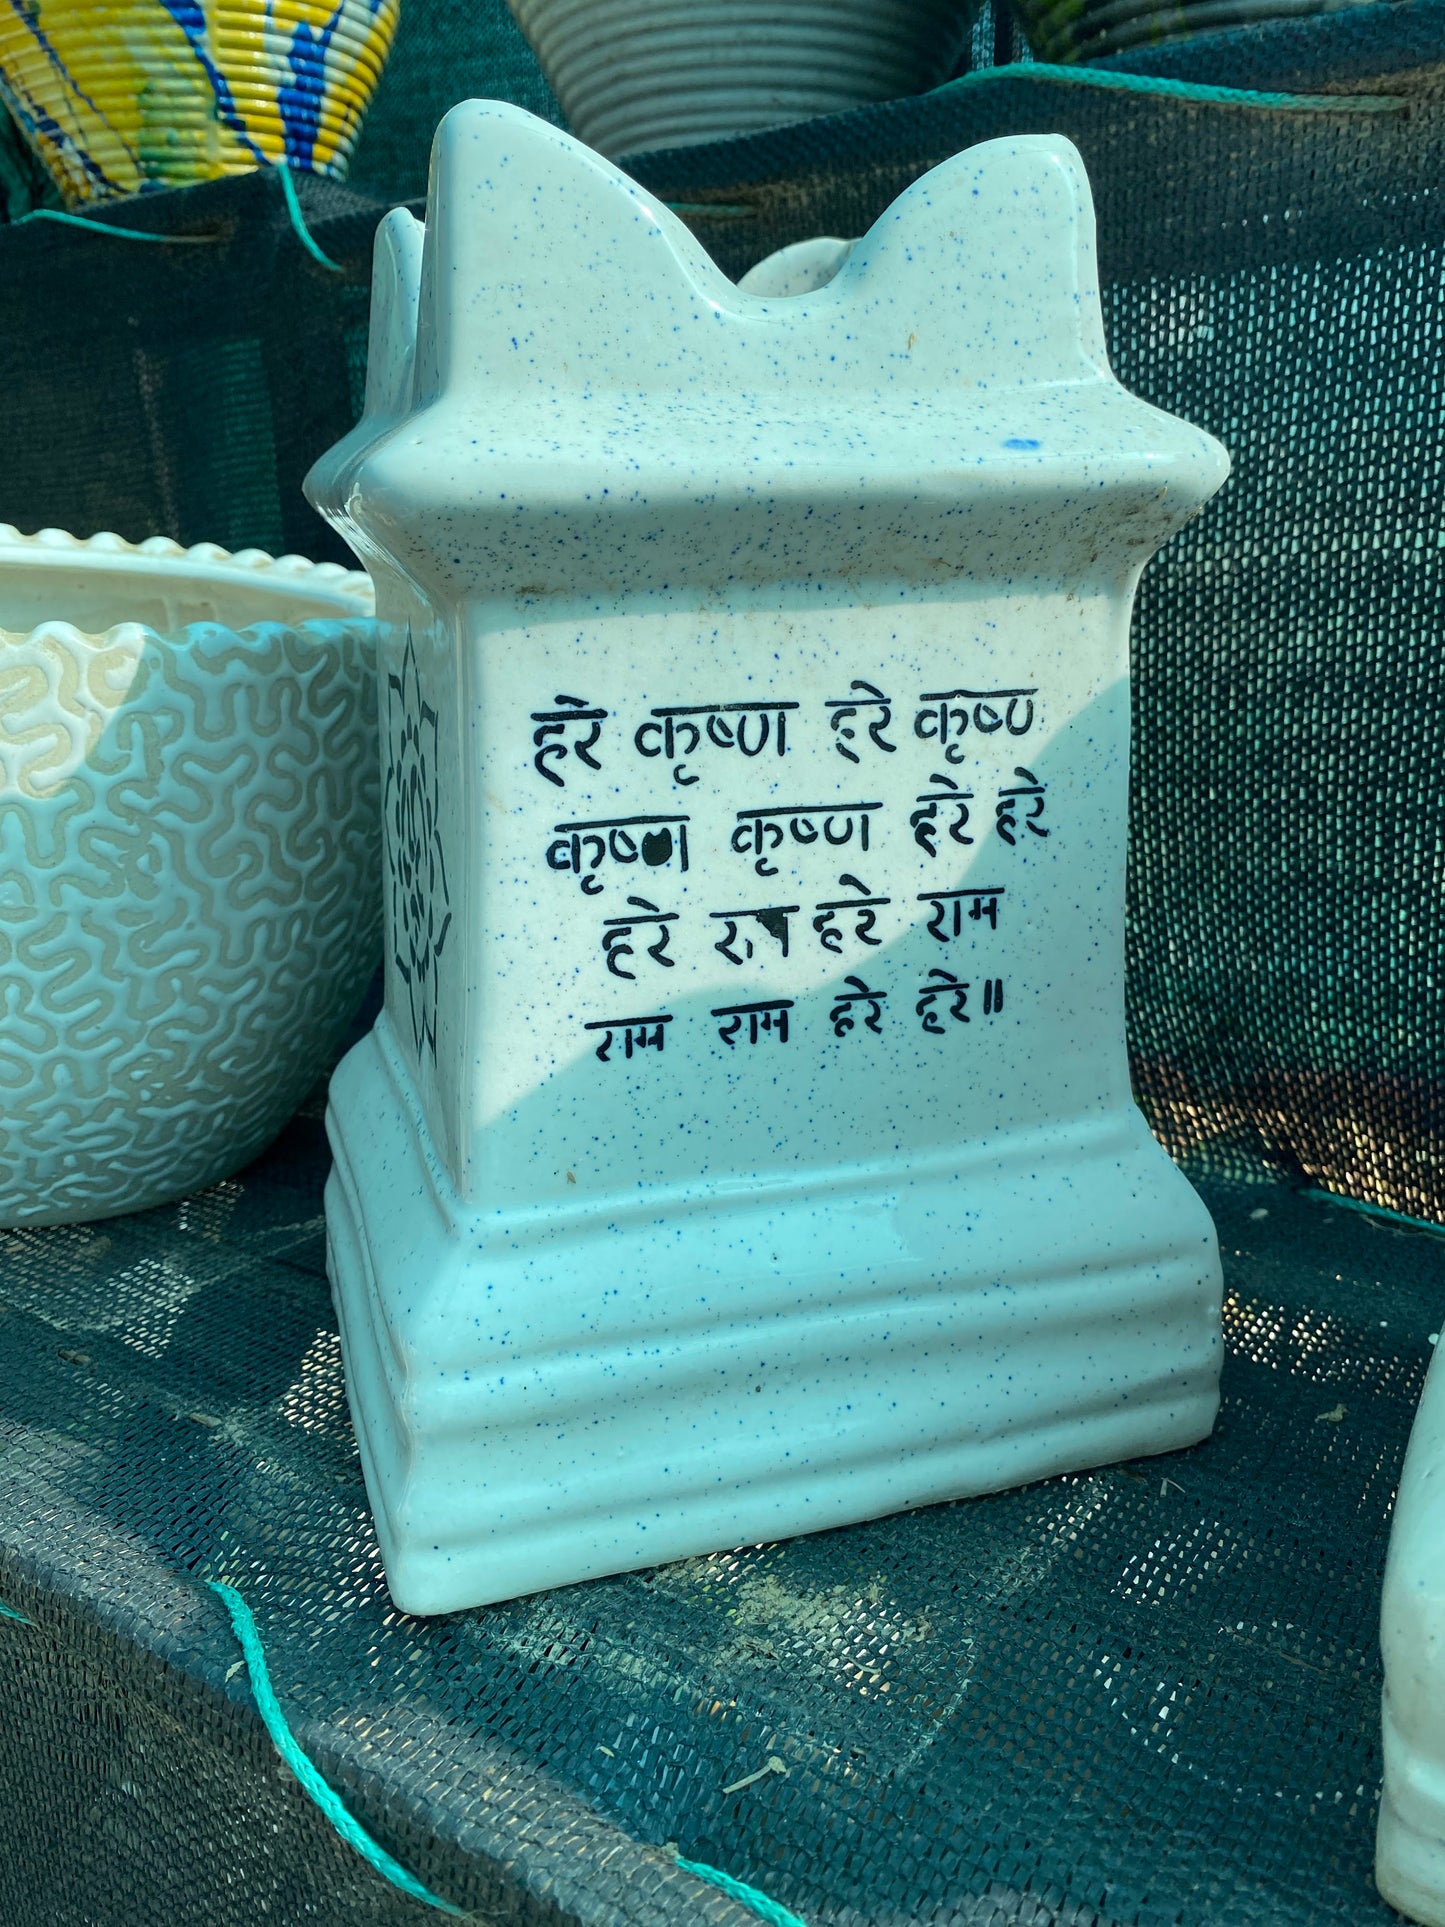 हरे कृष्ण हरे कृष्ण
कृष्ण कृष्ण हरे हरे
हरे राम हरे राम
राम राम हरे हरे॥